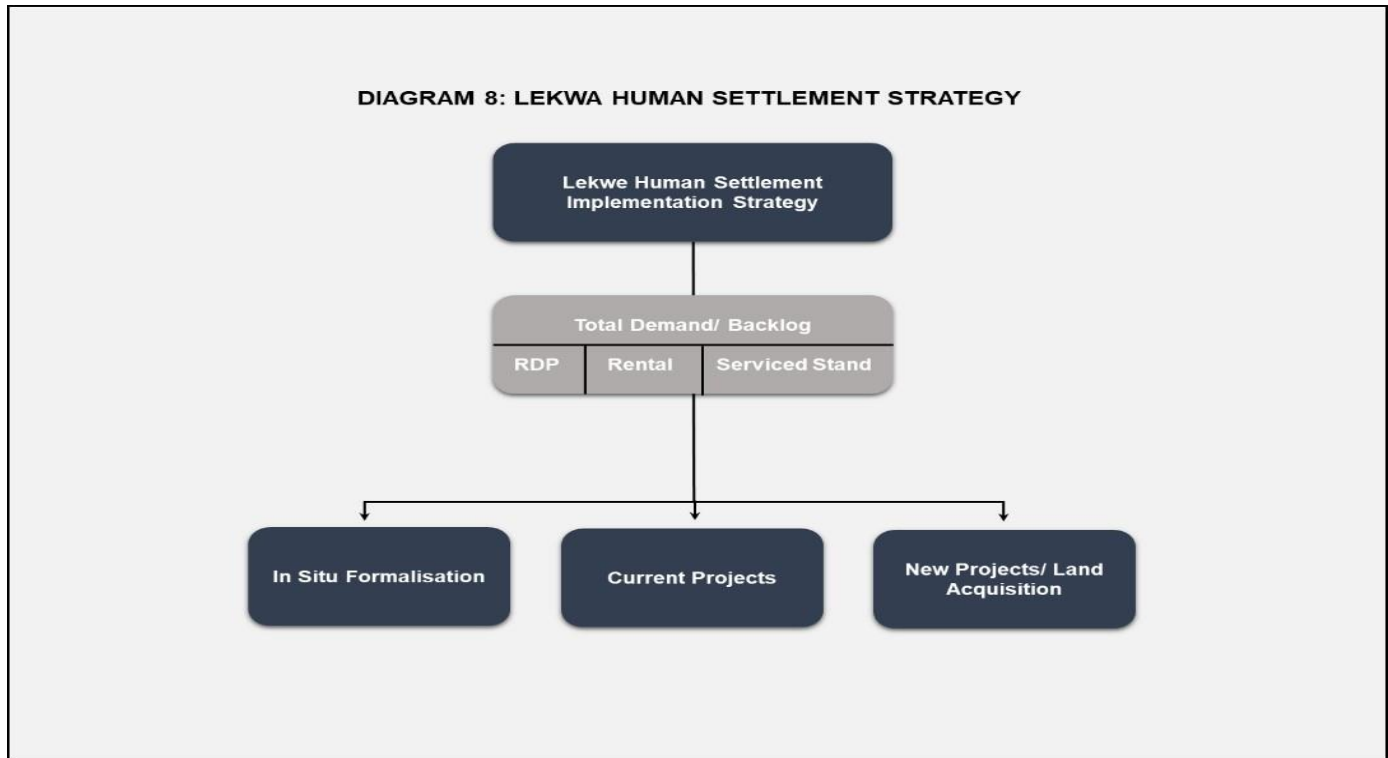 DIAGRAM 8: LEKWA HUMAN SETTLEMENT STRATEGY
Lekwe Human Settlement
Implementation Strategy
Total Demand/ Backlog
RDP
Rental
Serviced Stand
In Situ Formalisation
Current Projects
New Projects/ Land
Acquisition